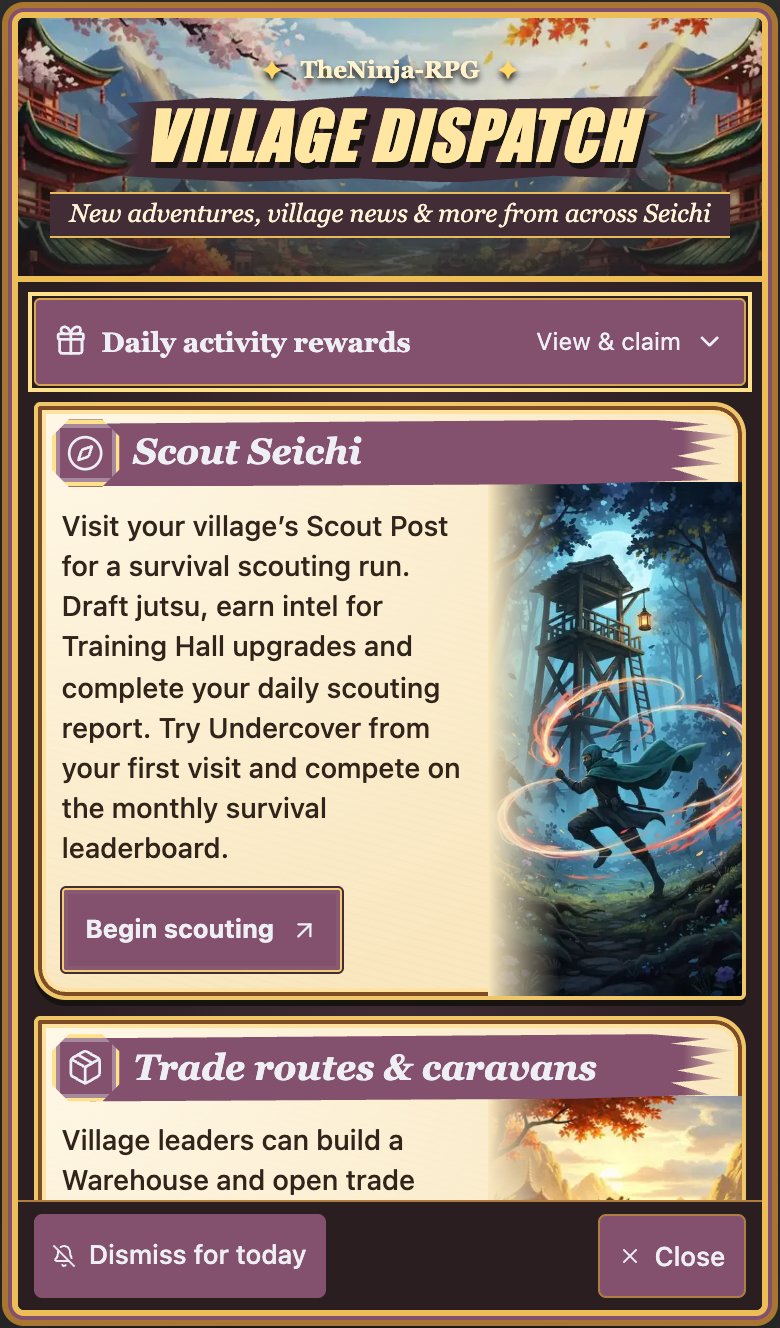 TheNinja-RPG
VILLAGE DISPATCH
New adventures, village news & more from across Seichi
Daily activity rewards
View & claim
Scout Seichi
Visit your village’s Scout Post
for a survival scouting run.
Draft jutsu, earn intel for
Training Hall upgrades and
complete your daily scouting
report. Try Undercover from
your first visit and compete on
the monthly survival
leaderboard.
Begin scouting
Trade routes & caravans
Village leaders can build a
Warehouse and open trade
Dismiss for today
Close